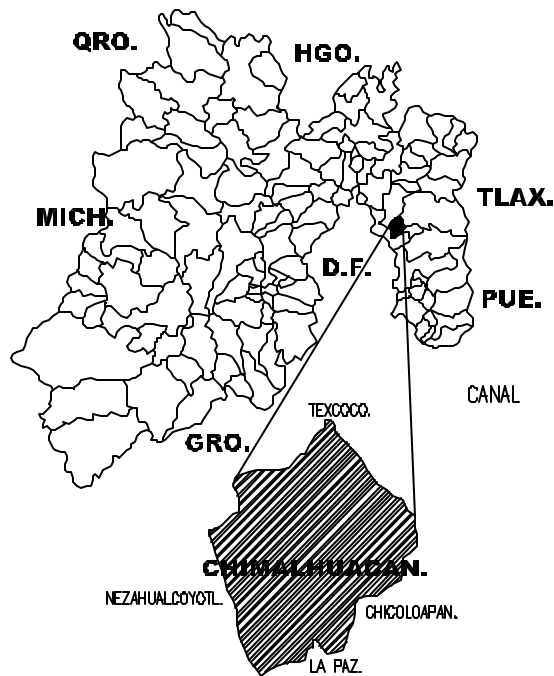 QRO.
HGO.
TLAX.
MICH.
D.F.
PUE.
CANAL
TEXCOCO.
GRO.
CHIMALHUACAN.
NEZAHUALCOYOTL.
CHICOLOAPAN.
LA PAZ.